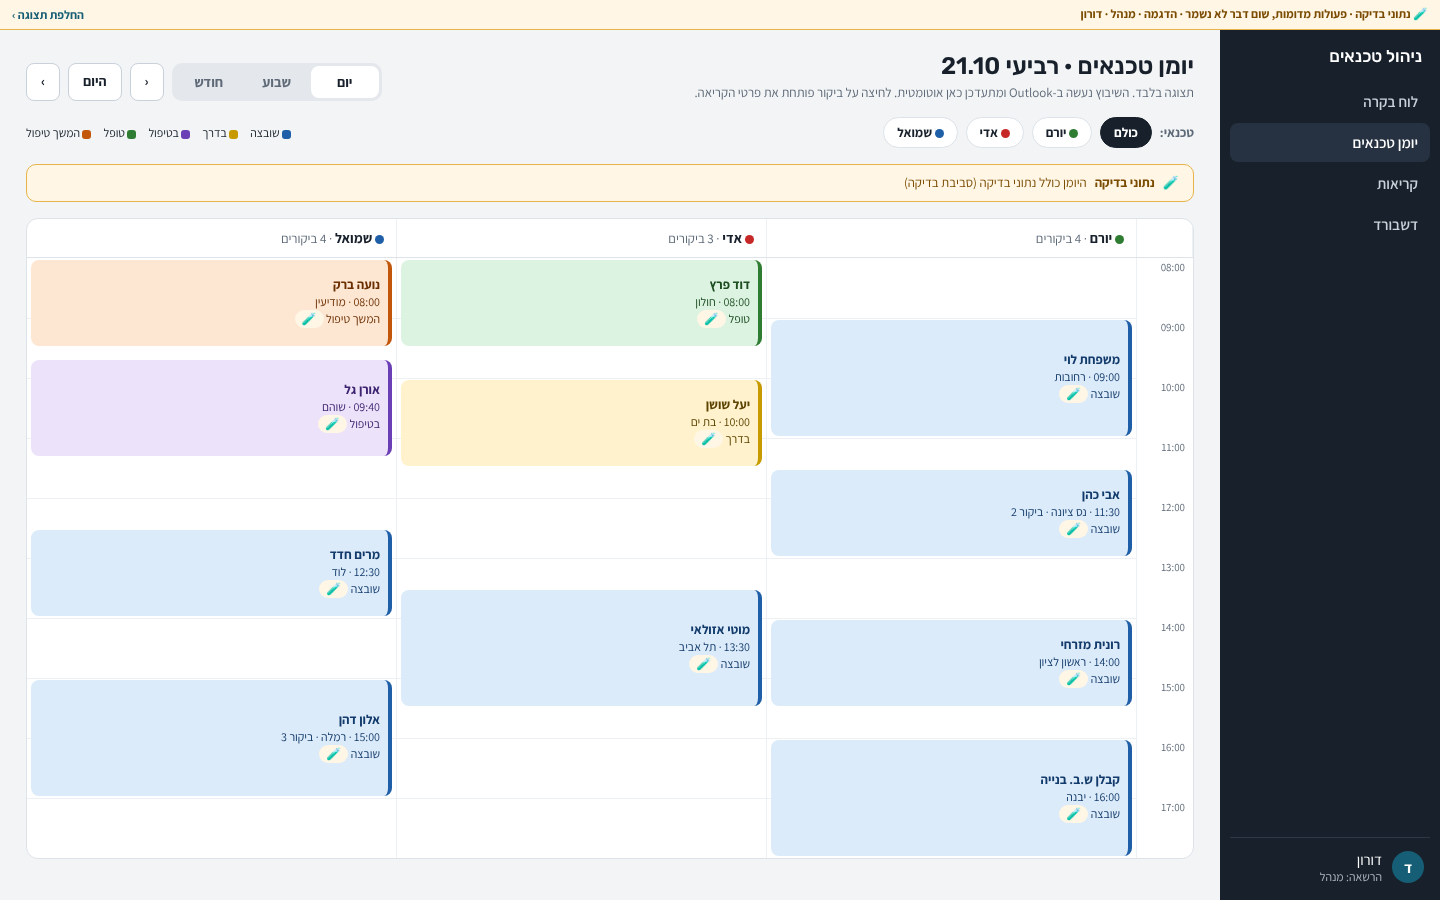 🧪 נתוני בדיקה · פעולות מדומות, שום דבר לא נשמר · הדגמה · מנהל · דורון
החלפת תצוגה ›
ניהול טכנאים
לוח בקרה
יומן טכנאים
קריאות
דשבורד
ד
דורון
הרשאה: מנהל
יומן טכנאים • רביעי 21.10
תצוגה בלבד. השיבוץ נעשה ב-Outlook ומתעדכן כאן אוטומטית. לחיצה על ביקור פותחת את פרטי הקריאה.
יום
שבוע
חודש
‹
היום
›
טכנאי:
כולם
יורם
אדי
שמואל
שובצה
בדרך
בטיפול
טופל
המשך טיפול
🧪 נתוני בדיקה היומן כולל נתוני בדיקה (סביבת בדיקה)
יורם · 4 ביקורים
אדי · 3 ביקורים
שמואל · 4 ביקורים
08:00
09:00
10:00
11:00
12:00
13:00
14:00
15:00
16:00
17:00
משפחת לוי
09:00 · רחובות
שובצה 🧪
אבי כהן
11:30 · נס ציונה · ביקור 2
שובצה 🧪
רונית מזרחי
14:00 · ראשון לציון
שובצה 🧪
קבלן ש.ב. בנייה
16:00 · יבנה
שובצה 🧪
דוד פרץ
08:00 · חולון
טופל 🧪
יעל שושן
10:00 · בת ים
בדרך 🧪
מוטי אזולאי
13:30 · תל אביב
שובצה 🧪
נועה ברק
08:00 · מודיעין
המשך טיפול 🧪
אורן גל
09:40 · שוהם
בטיפול 🧪
מרים חדד
12:30 · לוד
שובצה 🧪
אלון דהן
15:00 · רמלה · ביקור 3
שובצה 🧪